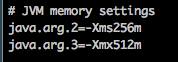 # JVM memory settings
java.arg.2=-Xms256m
java.arg.3=-Xmx512m